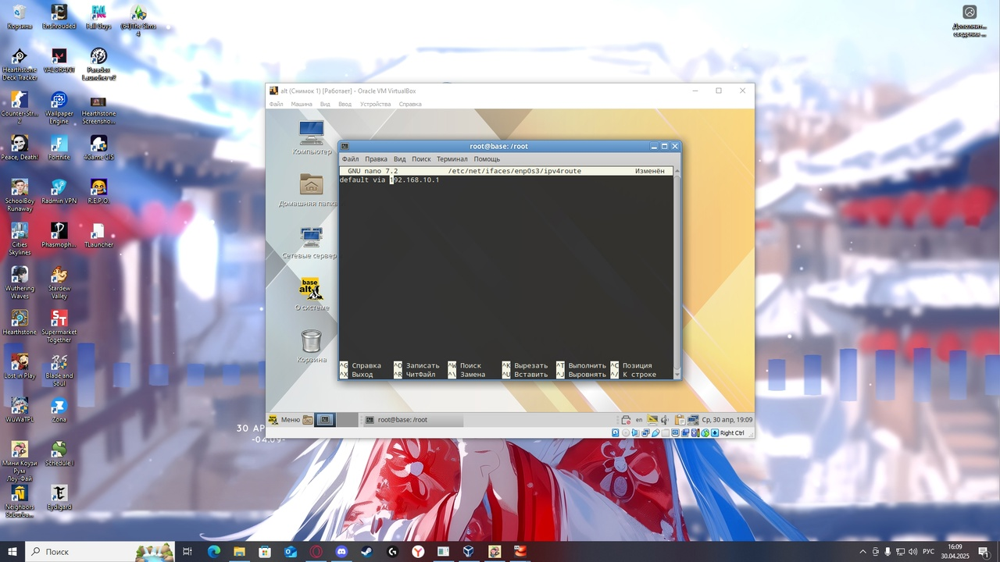 Корзина
Enshrouded
Fall Guys
(64)The Sims
4
Hearthstone
Deck Tracker
VALORANT
Paradox
Launcher v2
Counter-Str...
2
Wallpaper
Engine
Hearthstone
Screensho...
Peace, Death!
Fortnite
4Game СНГ
SchoolBoy
Runaway
Radmin VPN
R.E.P.O.
Cities
Skylines
Phasmoph...
TLauncher
Wuthering
Waves
Stardew
Valley
Hearthstone
Supermarket
Together
Lost in Play
Blade and
Soul
WuWaTPL
Zona
Мини Коузи
Рум
Лоу-Фай
Schedule I
Neighbors
Suburba...
Eydigard
Дополнит...
сведения ...
30 АР
-04.09-
alt (Снимок 1) [Работает] - Oracle VM VirtualBox
Файл Машина Вид Ввод Устройства Справка
Компьютер
Домашняя папка
Сетевые сервер
base
alt
О системе
Корзина
root@base: /root
Файл Правка Вид Поиск Терминал Помощь
GNU nano 7.2 /etc/net/ifaces/enp0s3/ipv4route Изменён
default via 192.168.10.1
^G Справка ^O Записать ^W Поиск ^K Вырезать ^T Выполнить ^C Позиция
^X Выход ^R ЧитФайл ^\ Замена ^U Вставить ^J Выровнять ^/ К строке
Меню root@base: /root en Ср, 30 апр, 19:09
Right Ctrl
Поиск
РУС
16:09
30.04.2025